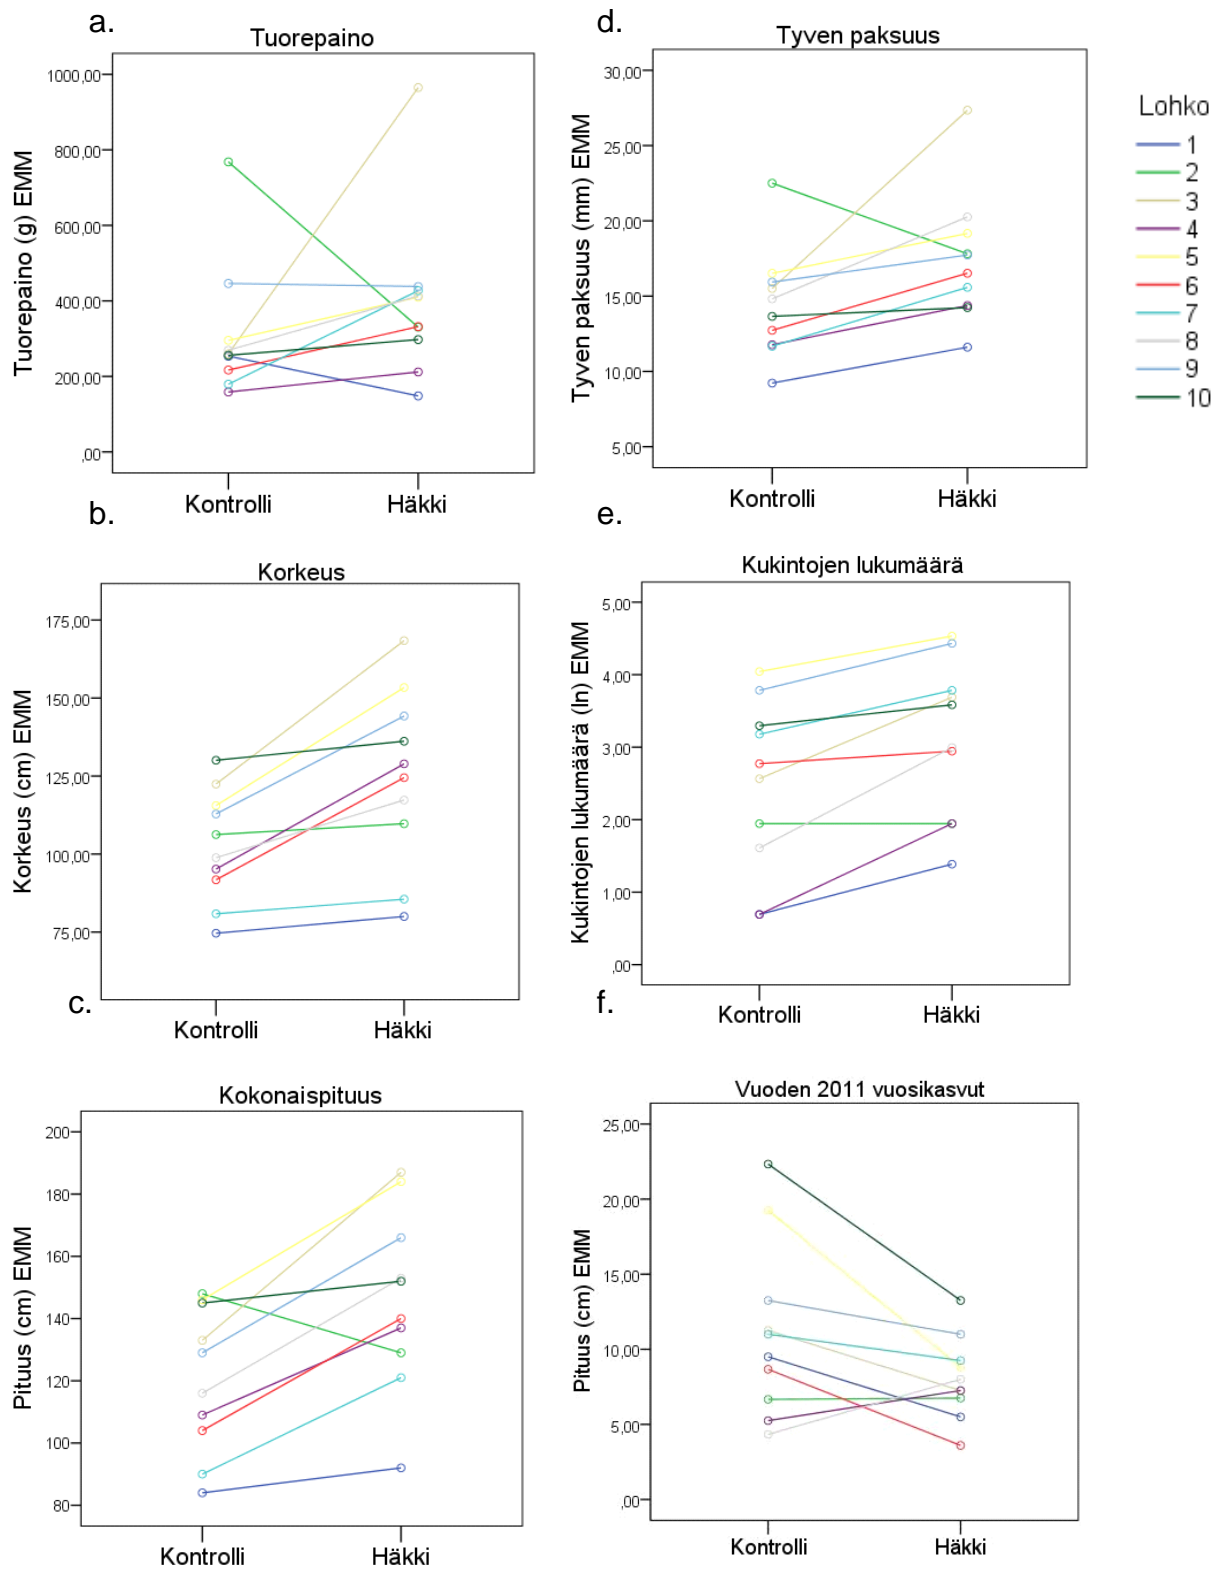 a.
Tuorepaino
1000,00
800,00
600,00
400,00
200,00
,00
Tuorepaino (g) EMM
Kontrolli
Häkki
d.
Tyven paksuus
30,00
25,00
20,00
15,00
10,00
5,00
Tyven paksuus (mm) EMM
Kontrolli
Häkki
Lohko
1
2
3
4
5
6
7
8
9
10
b.
Korkeus
175,00
150,00
125,00
100,00
75,00
Korkeus (cm) EMM
Kontrolli
Häkki
e.
Kukintojen lukumäärä
5,00
4,00
3,00
2,00
1,00
,00
Kukintojen lukumäärä (ln) EMM
Kontrolli
Häkki
c.
Kokonaispituus
200
180
160
140
120
100
80
Pituus (cm) EMM
Kontrolli
Häkki
f.
Vuoden 2011 vuosikasvut
25,00
20,00
15,00
10,00
5,00
,00
Pituus (cm) EMM
Kontrolli
Häkki